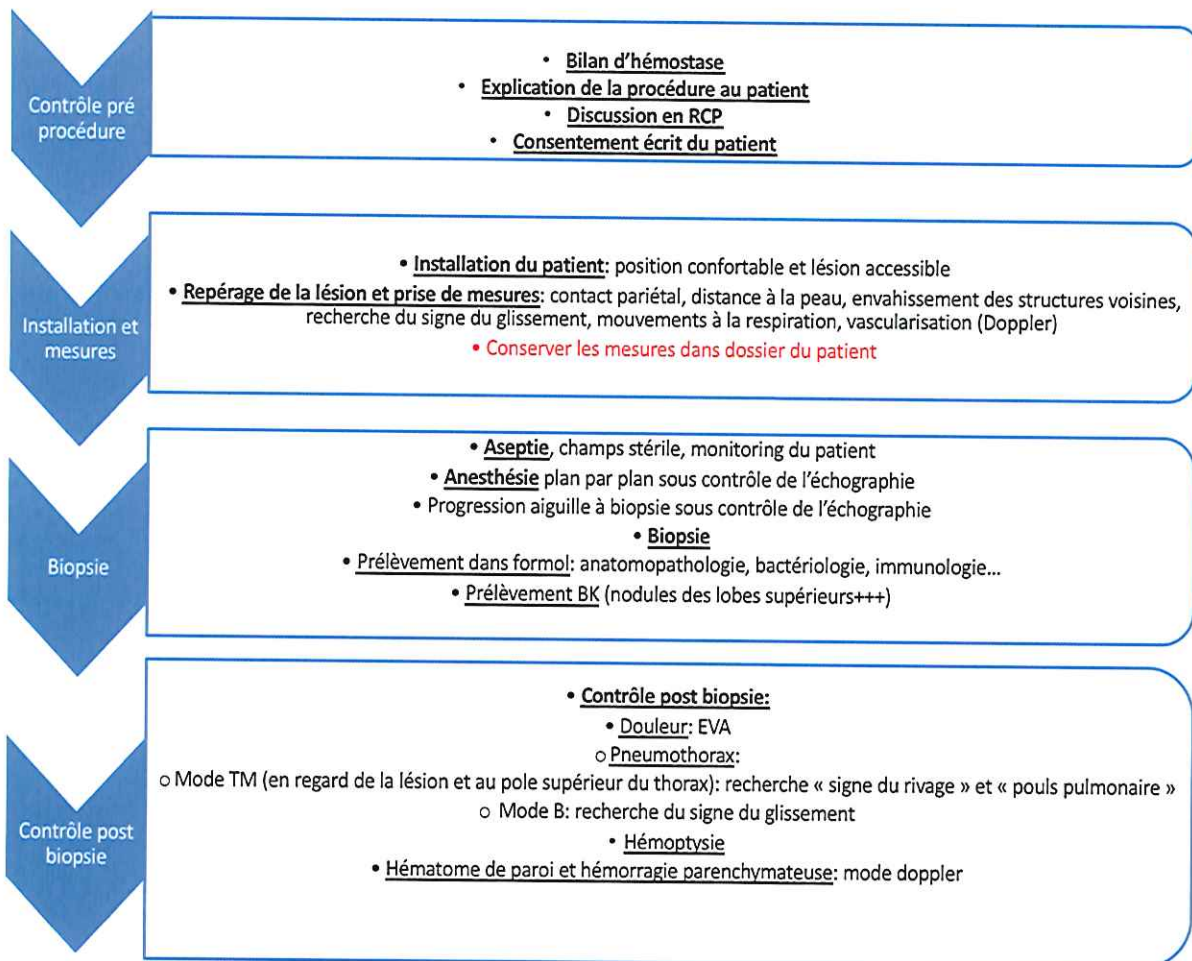 Contrôle pré
procédure
• Bilan d'hémostase
• Explication de la procédure au patient
• Discussion en RCP
• Consentement écrit du patient
Installation et
mesures
• Installation du patient: position confortable et lésion accessible
• Repérage de la lésion et prise de mesures: contact pariétal, distance à la peau, envahissement des structures voisines,
recherche du signe du glissement, mouvements à la respiration, vascularisation (Doppler)
• Conserver les mesures dans dossier du patient
Biopsie
• Aseptie, champs stérile, monitoring du patient
• Anesthésie plan par plan sous contrôle de l'échographie
• Progression aiguille à biopsie sous contrôle de l'échographie
• Biopsie
• Prélèvement dans formol: anatomopathologie, bactériologie, immunologie...
• Prélèvement BK (nodules des lobes supérieurs+++)
Contrôle post
biopsie
• Contrôle post biopsie:
• Douleur: EVA
○ Pneumothorax:
○ Mode TM (en regard de la lésion et au pole supérieur du thorax): recherche « signe du rivage » et « pouls pulmonaire »
○ Mode B: recherche du signe du glissement
• Hémoptysie
• Hématome de paroi et hémorragie parenchymateuse: mode doppler